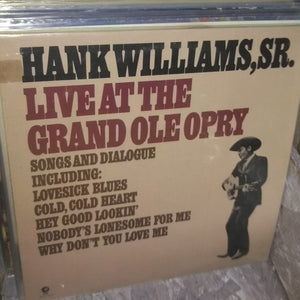 HANK WILLIAMS, SR.
LIVE AT THE
GRAND OLE OPRY
SONGS AND DIALOGUE
INCLUDING:
LOVESICK BLUES
COLD, COLD HEART
HEY GOOD LOOKIN'
NOBODY'S LONESOME FOR ME
WHY DON'T YOU LOVE ME